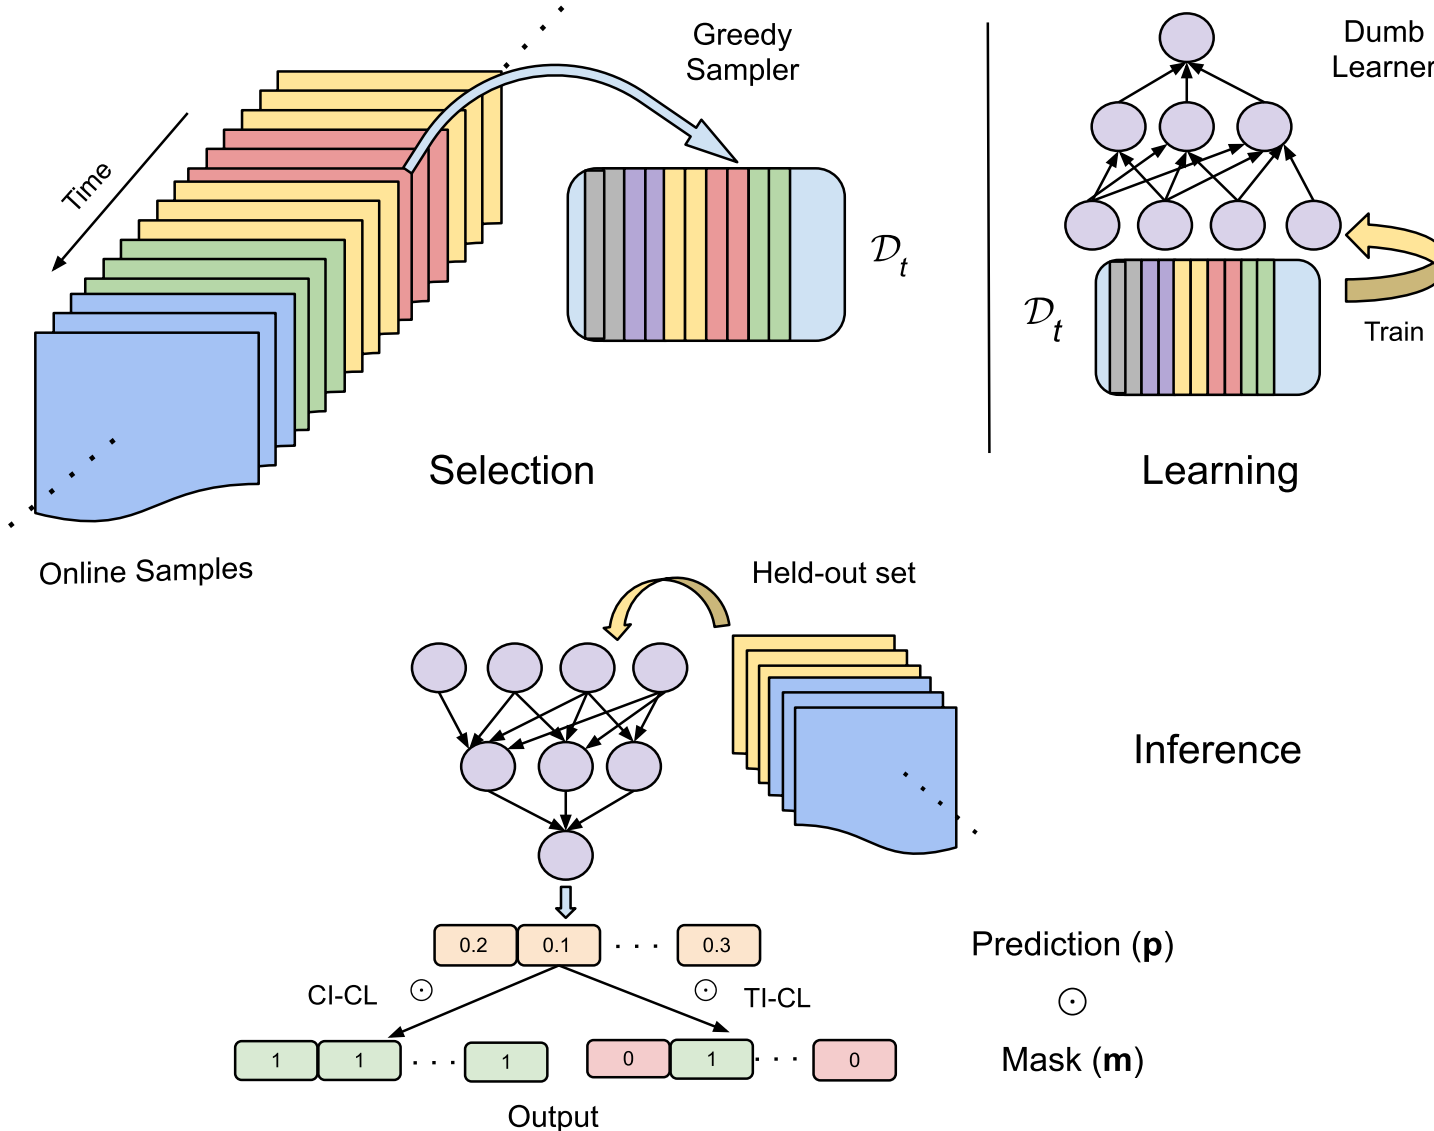 Greedy
Sampler
Dumb
Learner
Time
𝒟t
𝒟t
Train
Selection
Learning
Online Samples
Held-out set
Inference
0.2 0.1 · · · 0.3
Prediction (p)
CI-CL ⊙ ⊙ TI-CL
⊙
1 1 · · · 1 0 1 · · · 0
Mask (m)
Output